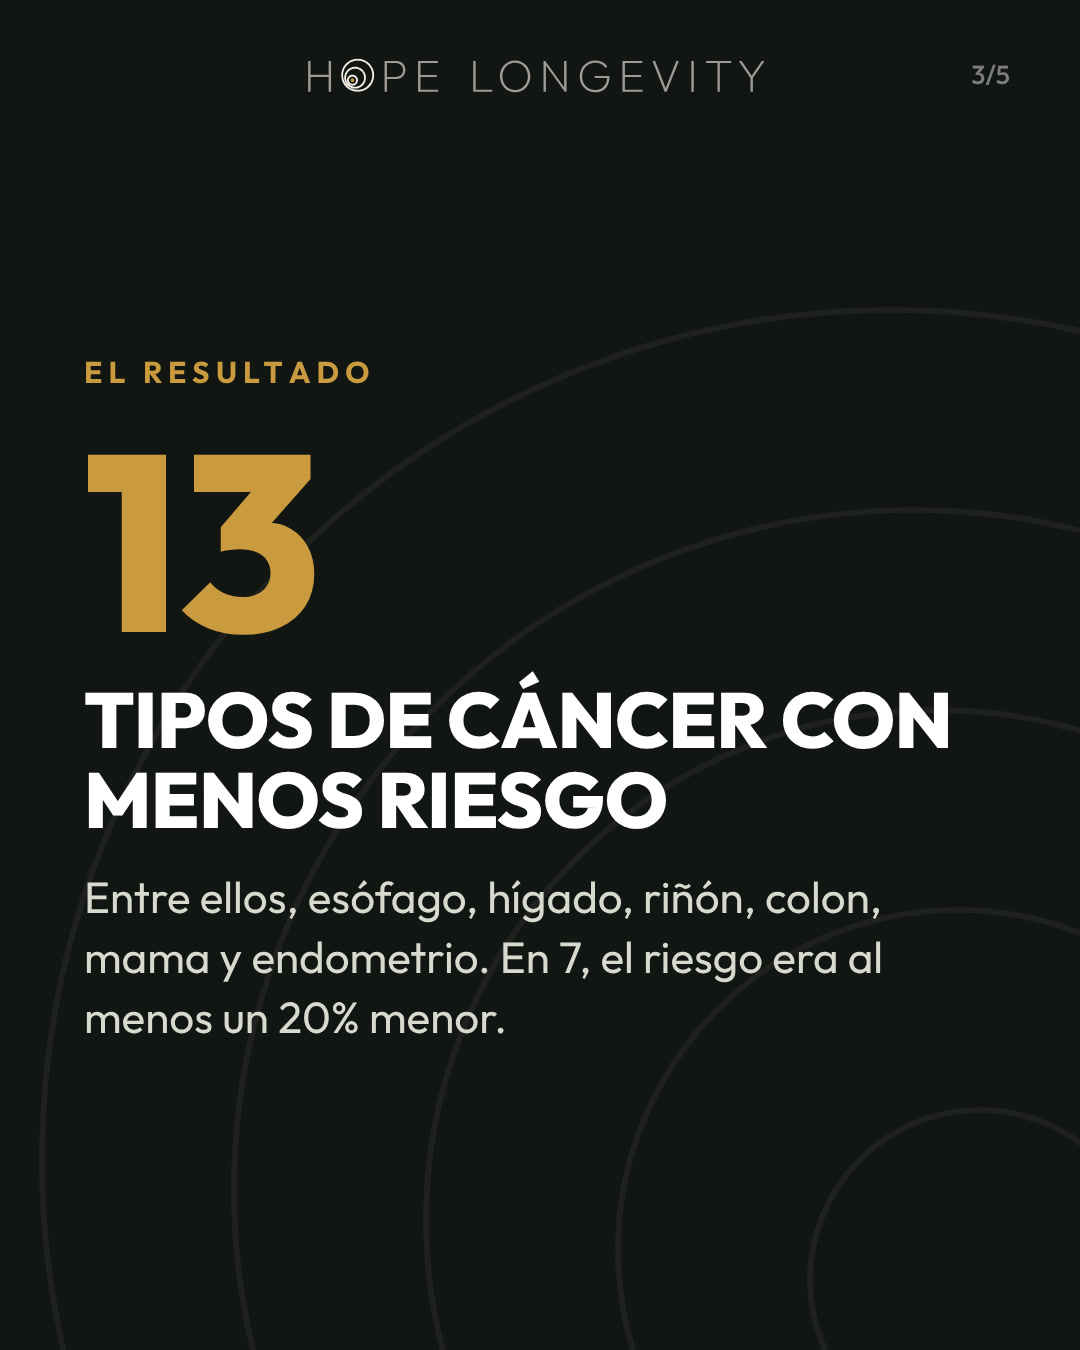 HOPE LONGEVITY
3/5
EL RESULTADO
13
TIPOS DE CÁNCER CON
MENOS RIESGO
Entre ellos, esófago, hígado, riñón, colon,
mama y endometrio. En 7, el riesgo era al
menos un 20% menor.